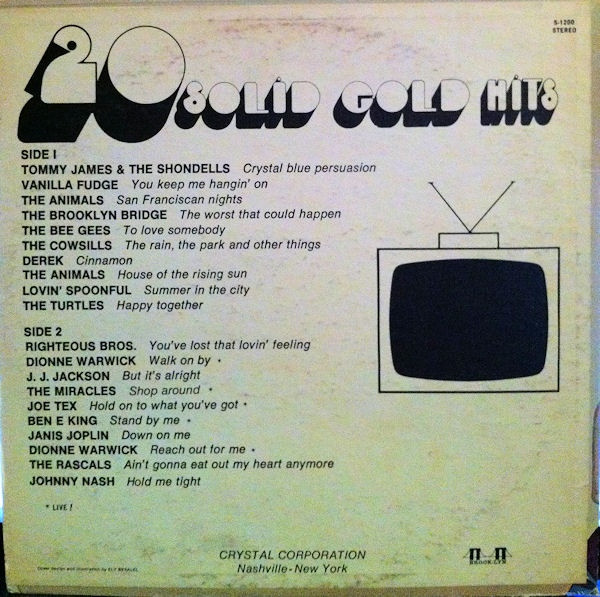 S-1200
STEREO
20 SOLID GOLD HITS
SIDE I
TOMMY JAMES & THE SHONDELLS Crystal blue persuasion
VANILLA FUDGE You keep me hangin' on
THE ANIMALS San Franciscan nights
THE BROOKLYN BRIDGE The worst that could happen
THE BEE GEES To love somebody
THE COWSILLS The rain, the park and other things
DEREK Cinnamon
THE ANIMALS House of the rising sun
LOVIN' SPOONFUL Summer in the city
THE TURTLES Happy together
SIDE 2
RIGHTEOUS BROS. You've lost that lovin' feeling
DIONNE WARWICK Walk on by *
J. J. JACKSON But it's alright
THE MIRACLES Shop around *
JOE TEX Hold on to what you've got *
BEN E KING Stand by me *
JANIS JOPLIN Down on me
DIONNE WARWICK Reach out for me *
THE RASCALS Ain't gonna eat out my heart anymore
JOHNNY NASH Hold me tight
* LIVE!
CRYSTAL CORPORATION
Nashville-New York
BROOK-LYN
Cover design and illustration by